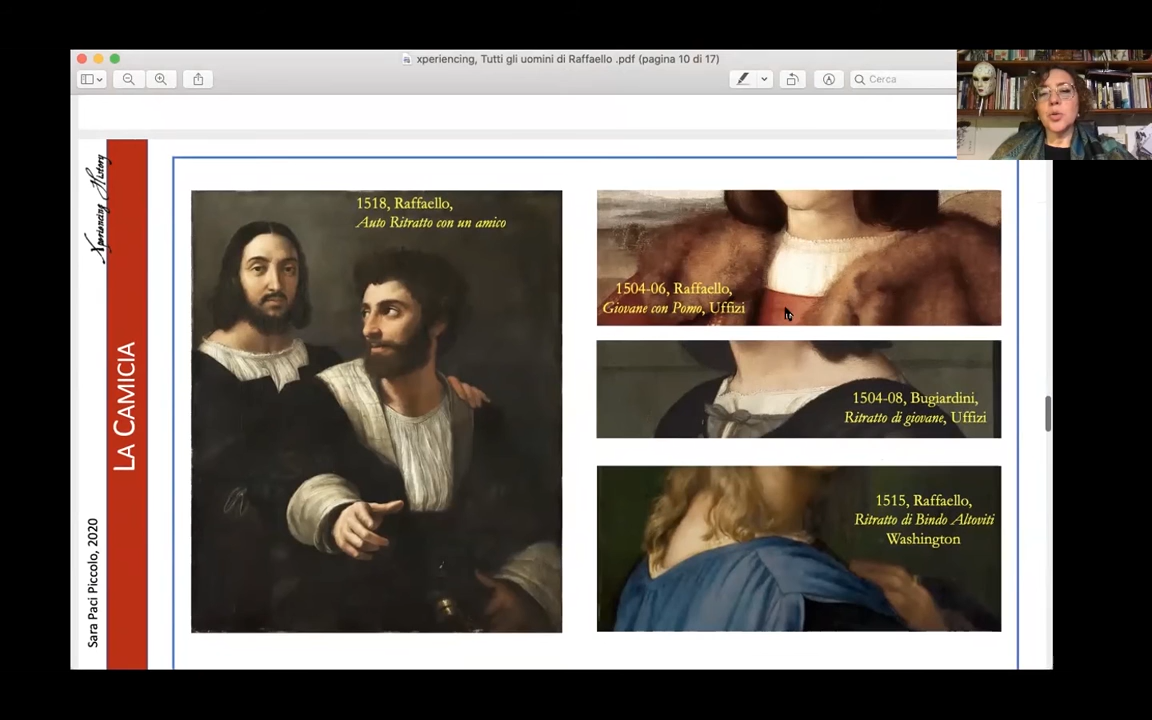 xperiencing, Tutti gli uomini di Raffaello .pdf (pagina 10 di 17)
Cerca
Xperiencing History
LA CAMICIA
Sara Paci Piccolo, 2020
1518, Raffaello,
Auto Ritratto con un amico
1504-06, Raffaello,
Giovane con Pomo, Uffizi
1504-08, Bugiardini,
Ritratto di giovane, Uffizi
1515, Raffaello,
Ritratto di Bindo Altoviti
Washington